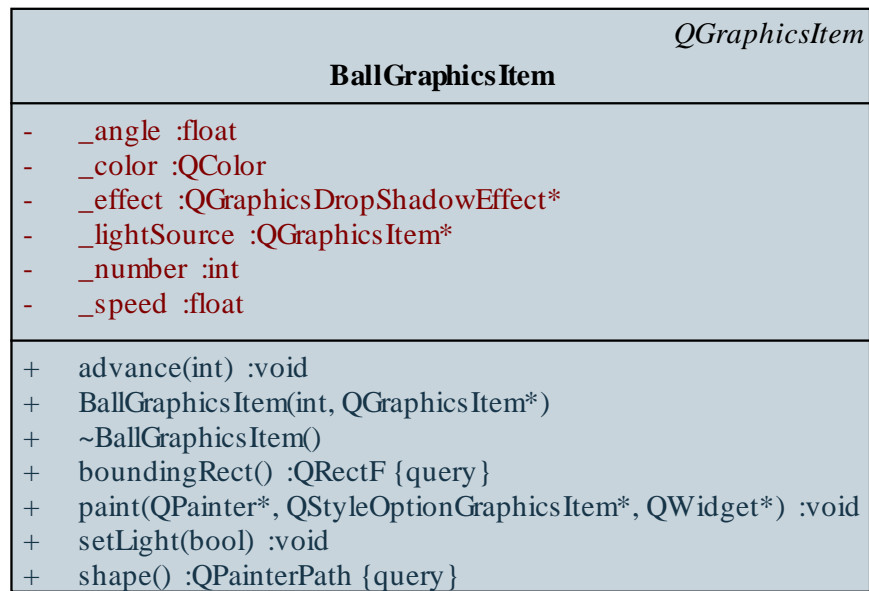 QGraphicsItem
BallGraphicsItem
- _angle :float
- _color :QColor
- _effect :QGraphicsDropShadowEffect*
- _lightSource :QGraphicsItem*
- _number :int
- _speed :float
+ advance(int) :void
+ BallGraphicsItem(int, QGraphicsItem*)
+ ~BallGraphicsItem()
+ boundingRect() :QRectF {query}
+ paint(QPainter*, QStyleOptionGraphicsItem*, QWidget*) :void
+ setLight(bool) :void
+ shape() :QPainterPath {query}